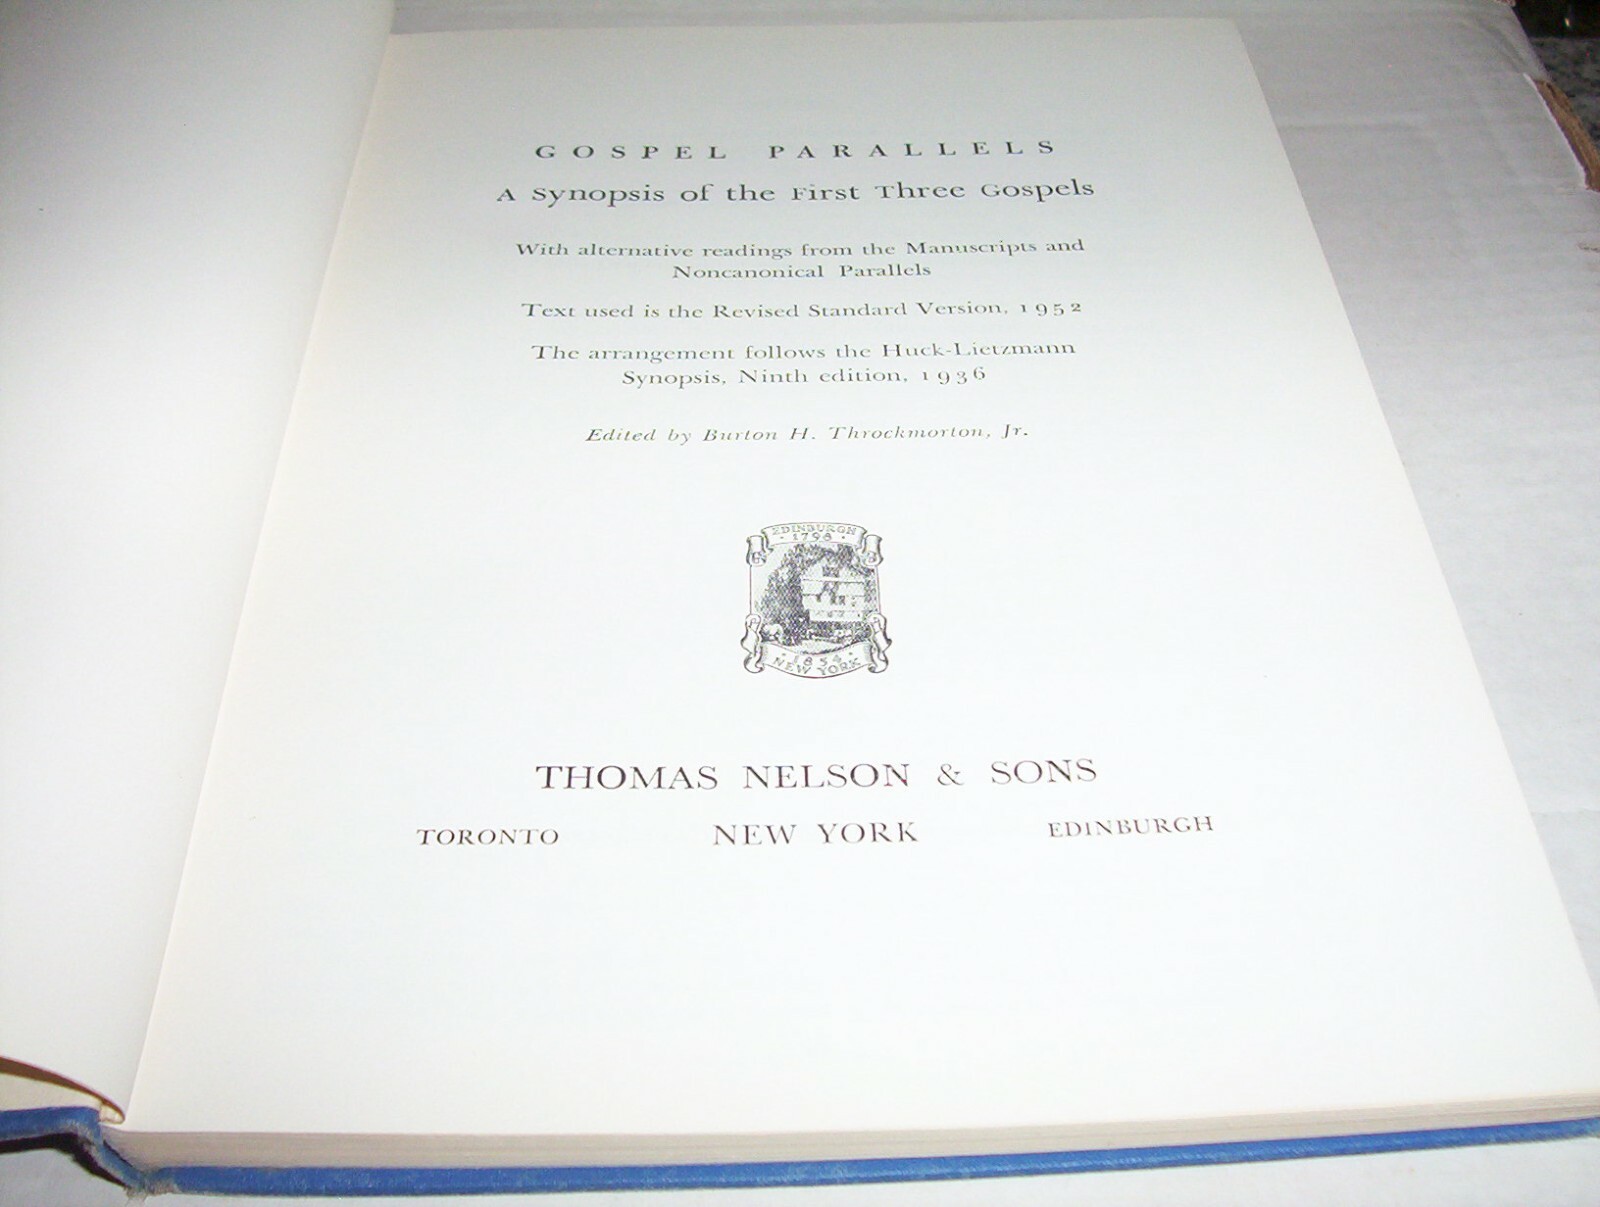 GOSPEL PARALLELS
A Synopsis of the First Three Gospels
With alternative readings from the Manuscripts and
Noncanonical Parallels
Text used is the Revised Standard Version, 1952
The arrangement follows the Huck-Lietzmann
Synopsis, Ninth edition, 1936
Edited by Burton H. Throckmorton, Jr.
EDINBURGH
· 1798 ·
· 1854 ·
NEW YORK
THOMAS NELSON & SONS
TORONTO NEW YORK EDINBURGH